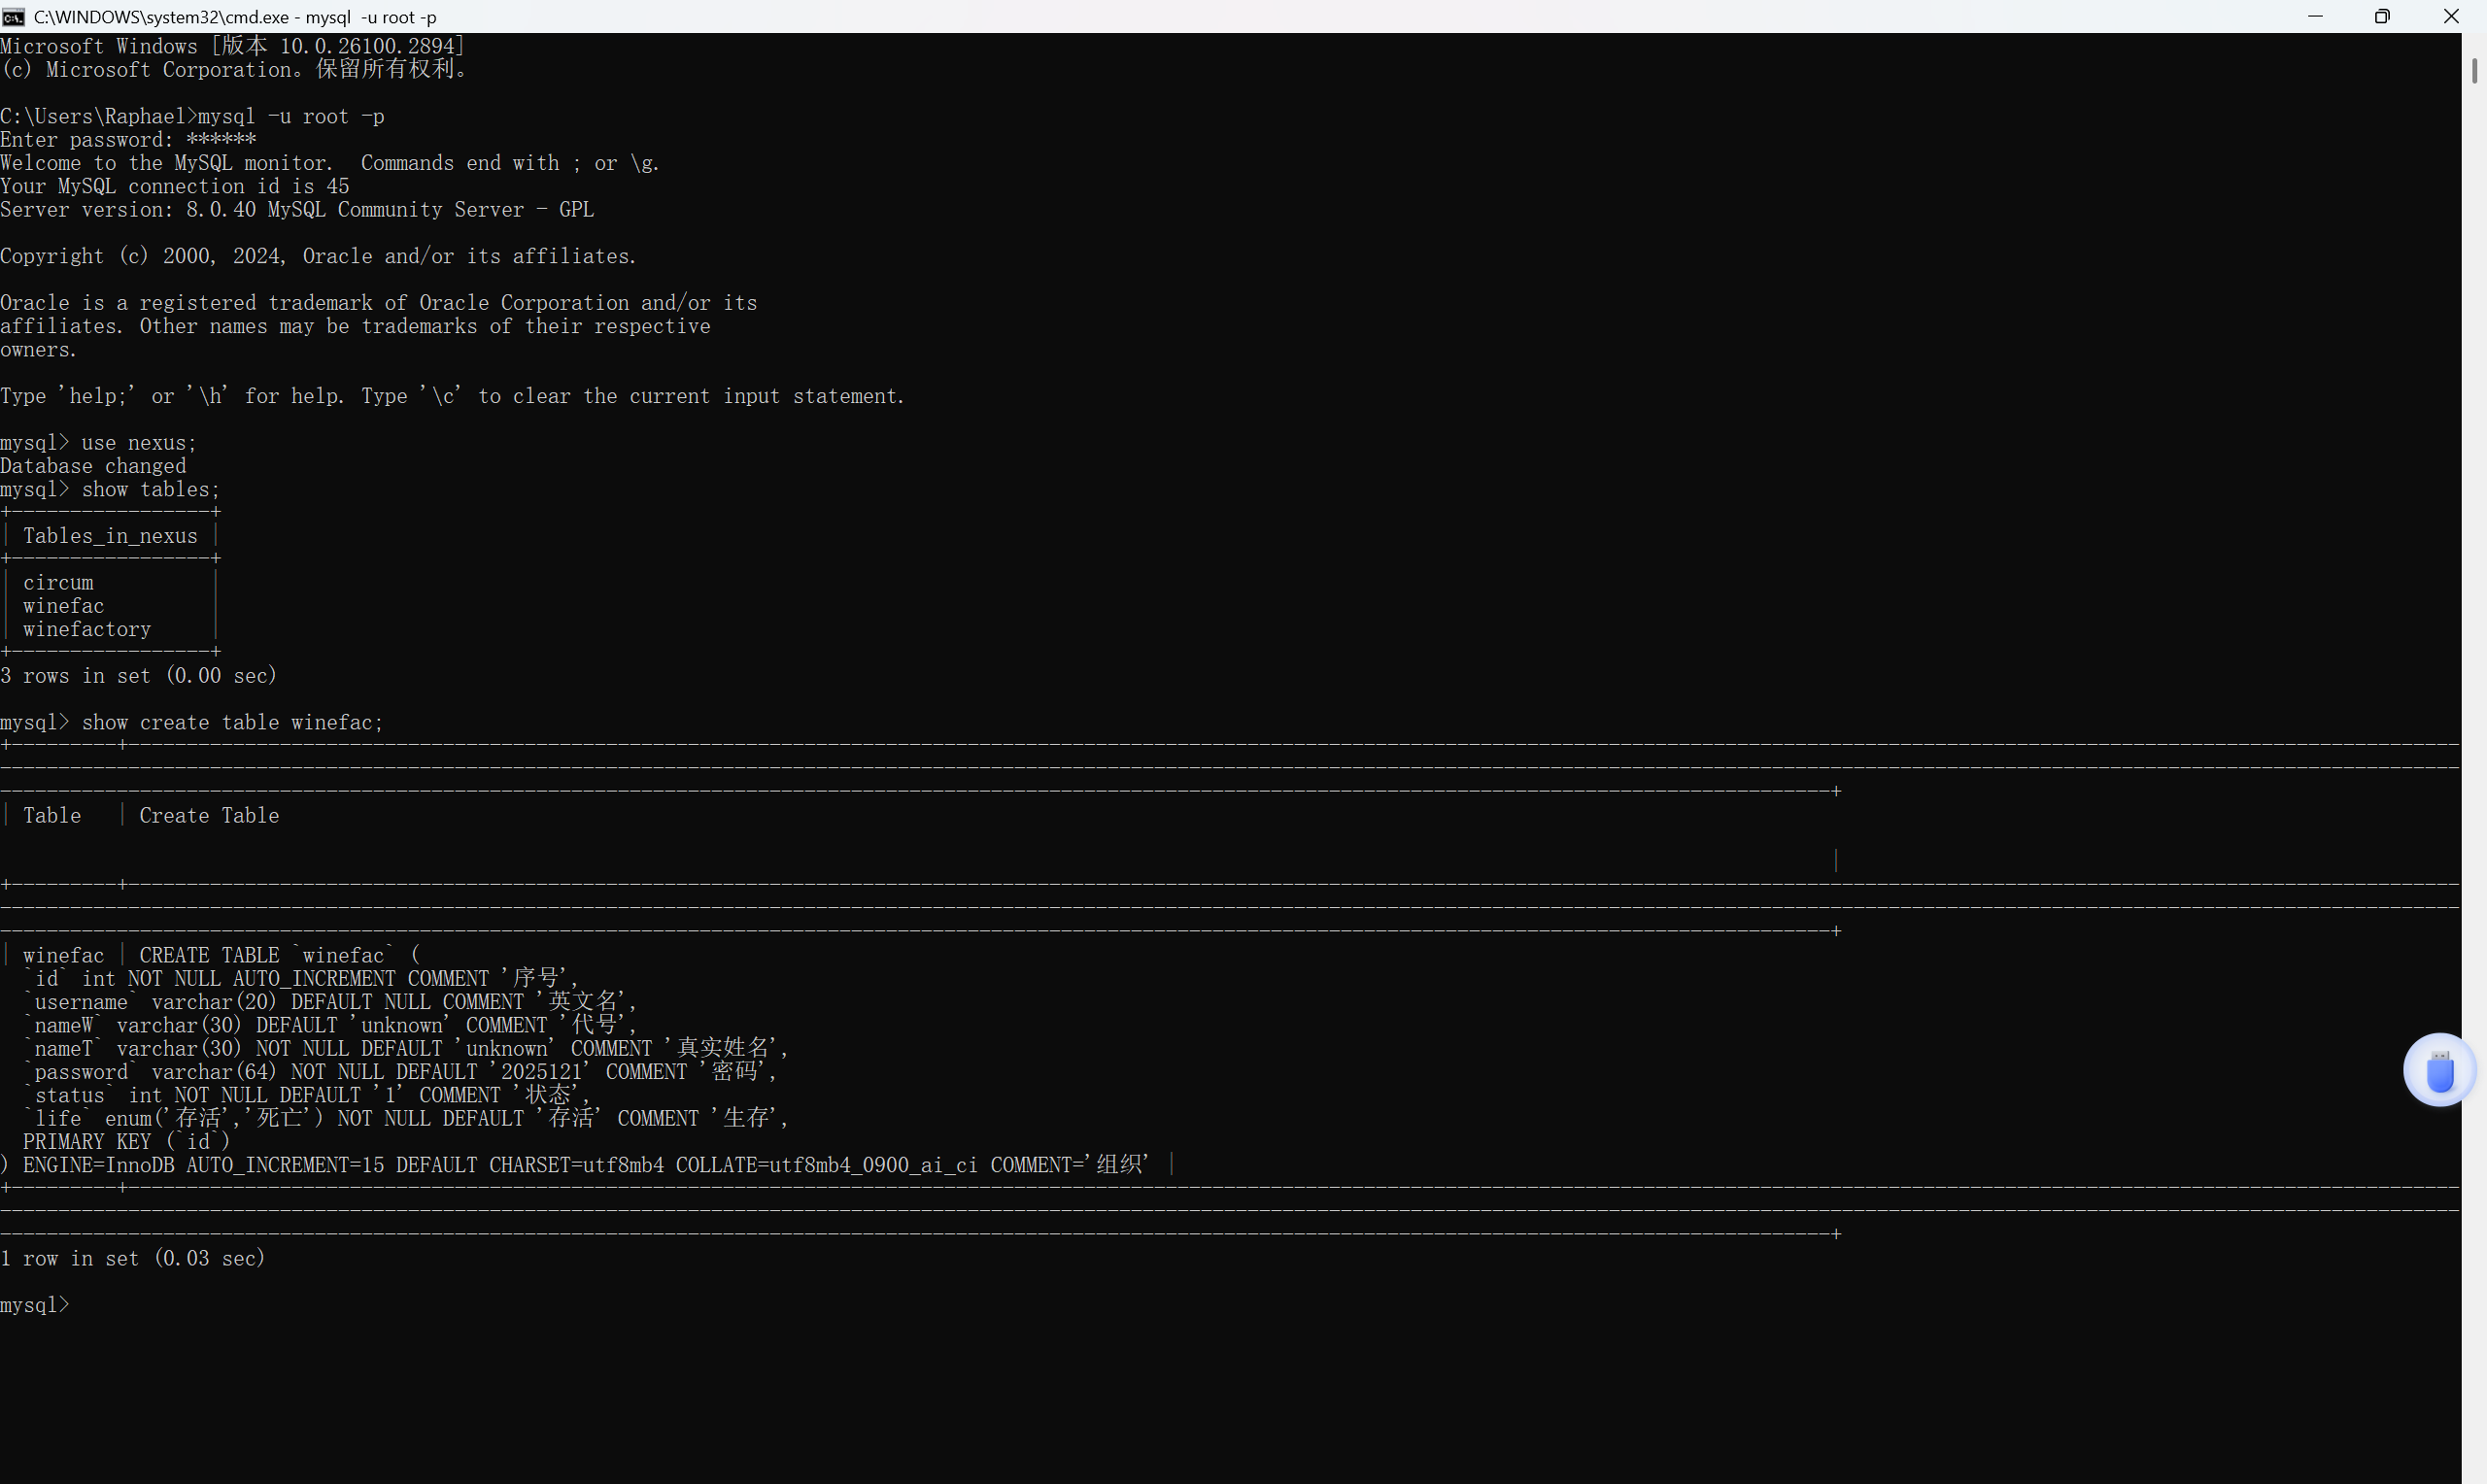 C:\WINDOWS\system32\cmd.exe - mysql  -u root -p
Microsoft Windows [版本 10.0.26100.2894]
(c) Microsoft Corporation。保留所有权利。
C:\Users\Raphael>mysql -u root -p
Enter password: ******
Welcome to the MySQL monitor.  Commands end with ; or \g.
Your MySQL connection id is 45
Server version: 8.0.40 MySQL Community Server - GPL
Copyright (c) 2000, 2024, Oracle and/or its affiliates.
Oracle is a registered trademark of Oracle Corporation and/or its
affiliates. Other names may be trademarks of their respective
owners.
Type 'help;' or '\h' for help. Type '\c' to clear the current input statement.
mysql> use nexus;
Database changed
mysql> show tables;
| Tables_in_nexus |
| circum |
| winefac |
| winefactory |
3 rows in set (0.00 sec)
mysql> show create table winefac;
| Table | Create Table
|
| winefac | CREATE TABLE `winefac` (
`id` int NOT NULL AUTO_INCREMENT COMMENT '序号',
`username` varchar(20) DEFAULT NULL COMMENT '英文名',
`nameW` varchar(30) DEFAULT 'unknown' COMMENT '代号',
`nameT` varchar(30) NOT NULL DEFAULT 'unknown' COMMENT '真实姓名',
`password` varchar(64) NOT NULL DEFAULT '2025121' COMMENT '密码',
`status` int NOT NULL DEFAULT '1' COMMENT '状态',
`life` enum('存活','死亡') NOT NULL DEFAULT '存活' COMMENT '生存',
PRIMARY KEY (`id`)
) ENGINE=InnoDB AUTO_INCREMENT=15 DEFAULT CHARSET=utf8mb4 COLLATE=utf8mb4_0900_ai_ci COMMENT='组织' |
1 row in set (0.03 sec)
mysql>